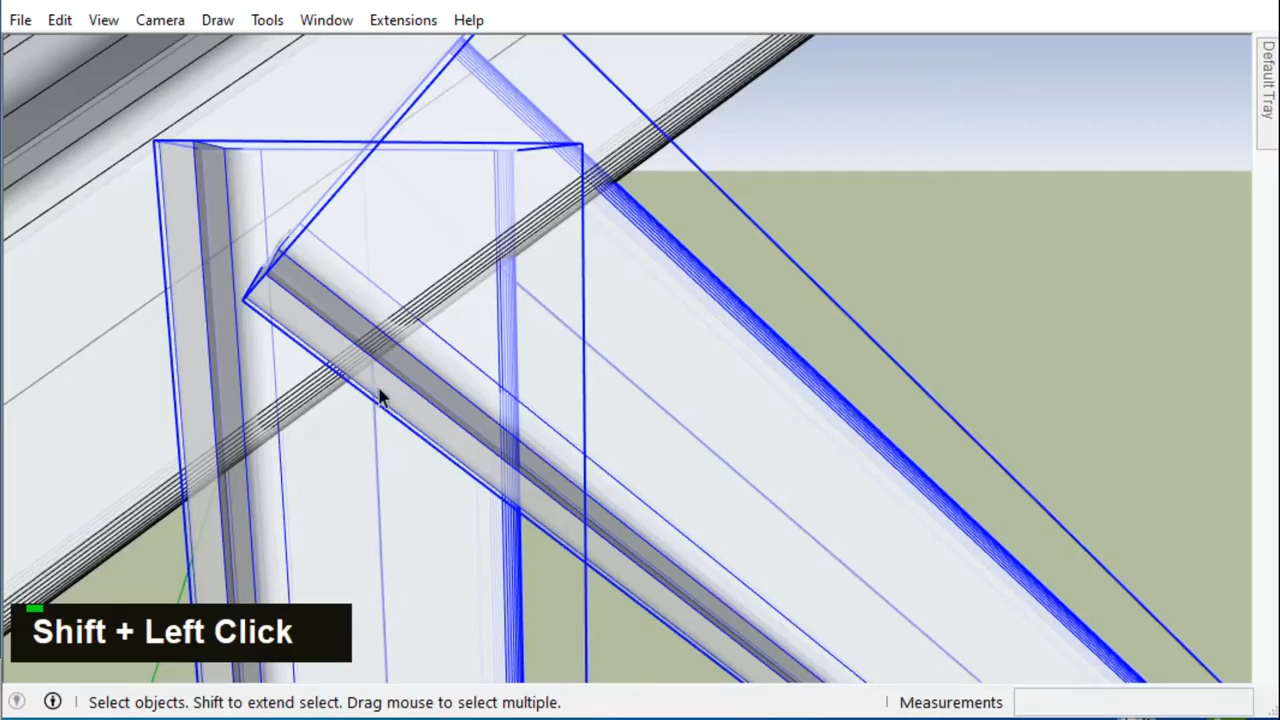 File Edit View Camera Draw Tools Window Extensions Help
Default Tray
Shift + Left Click
Select objects. Shift to extend select. Drag mouse to select multiple.
Measurements